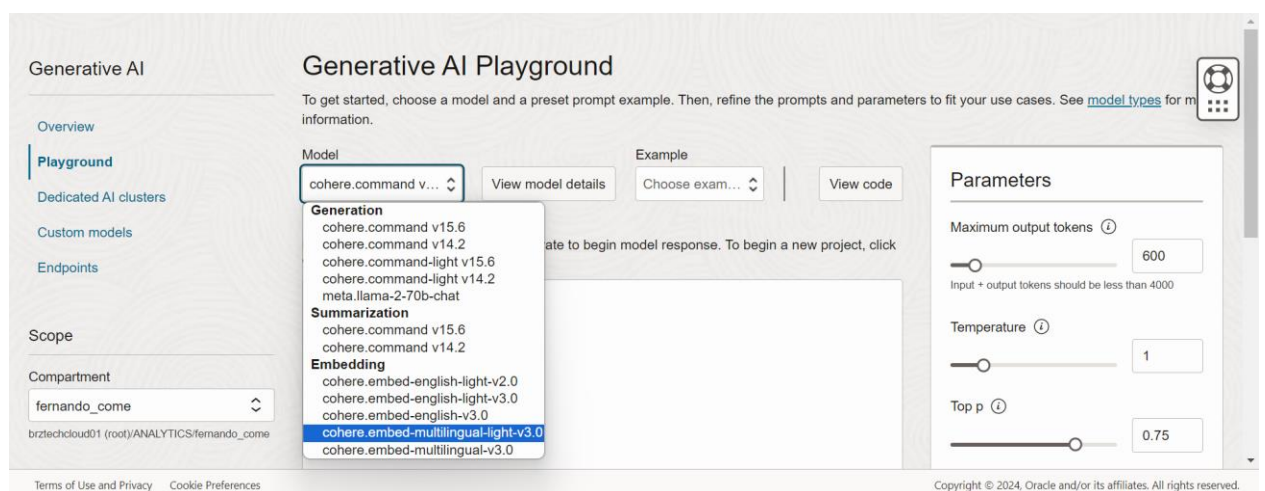 Generative AI
Overview
Playground
Dedicated AI clusters
Custom models
Endpoints
Scope
Compartment
fernando_come
brztechcloud01 (root)/ANALYTICS/fernando_come
Generative AI Playground
To get started, choose a model and a preset prompt example. Then, refine the prompts and parameters to fit your use cases. See model types for m
information.
Model
cohere.command v...
View model details
Example
Choose exam...
View code
Generation
cohere.command v15.6
cohere.command v14.2
cohere.command-light v15.6
cohere.command-light v14.2
meta.llama-2-70b-chat
Summarization
cohere.command v15.6
cohere.command v14.2
Embedding
cohere.embed-english-light-v2.0
cohere.embed-english-light-v3.0
cohere.embed-english-v3.0
cohere.embed-multilingual-light-v3.0
cohere.embed-multilingual-v3.0
ate to begin model response. To begin a new project, click
Parameters
Maximum output tokens
600
Input + output tokens should be less than 4000
Temperature
1
Top p
0.75
Terms of Use and Privacy Cookie Preferences
Copyright © 2024, Oracle and/or its affiliates. All rights reserved.